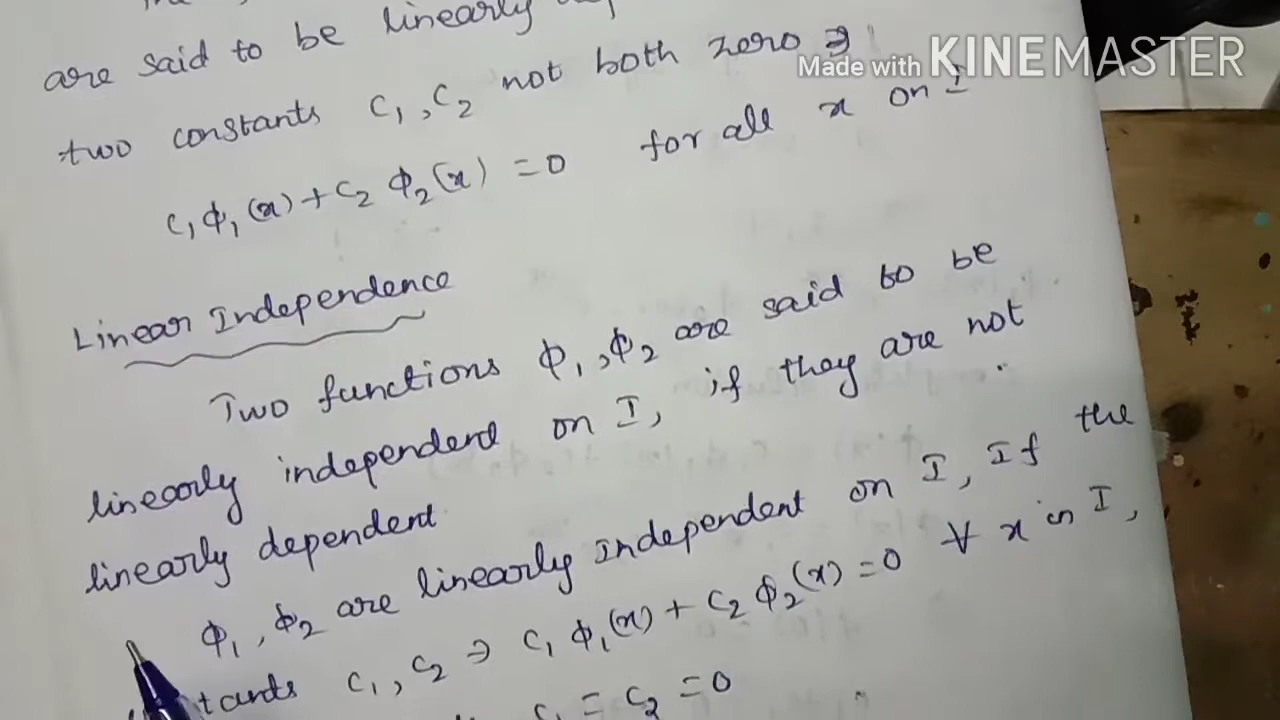 are said to be linearly
two constants c₁, c₂ not both zero ∋
c₁ϕ₁(x) + c₂ ϕ₂(x) = 0 for all x on I
Made with KINEMASTER
Linear Independence
Two functions ϕ₁, ϕ₂ are said to be
linearly independent on I, if they are not
linearly dependent
ϕ₁, ϕ₂ are linearly Independent on I, If the
tants c₁, c₂ ∋ c₁ ϕ₁(x) + c₂ ϕ₂(x) = 0 ∀ x in I,
c₁ = c₂ = 0